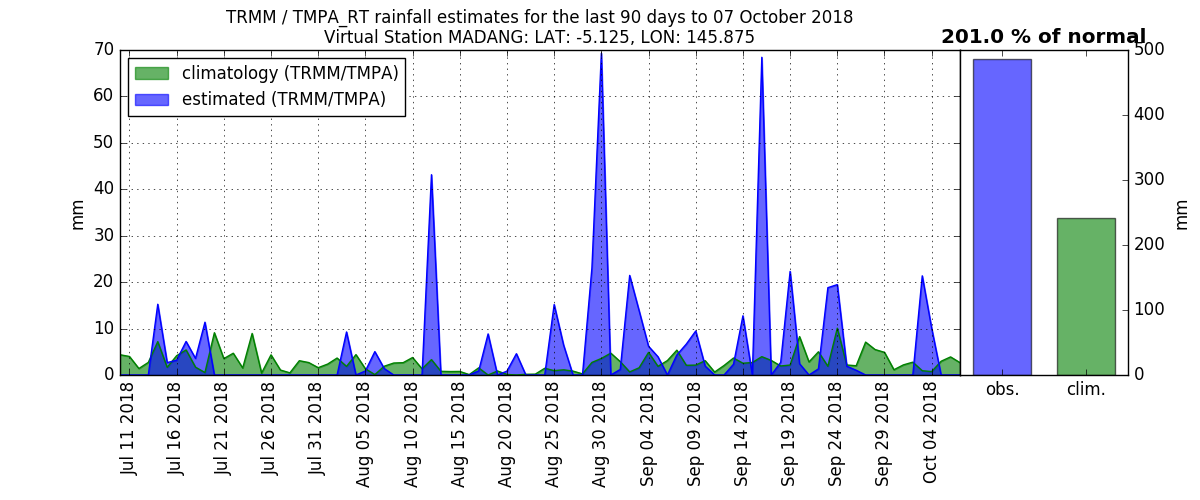 TRMM / TMPA_RT rainfall estimates for the last 90 days to 07 October 2018
Virtual Station MADANG: LAT: -5.125, LON: 145.875
201.0 % of normal
climatology (TRMM/TMPA)
estimated (TRMM/TMPA)
mm
70
60
50
40
30
20
10
0
Jul 11 2018
Jul 16 2018
Jul 21 2018
Jul 26 2018
Jul 31 2018
Aug 05 2018
Aug 10 2018
Aug 15 2018
Aug 20 2018
Aug 25 2018
Aug 30 2018
Sep 04 2018
Sep 09 2018
Sep 14 2018
Sep 19 2018
Sep 24 2018
Sep 29 2018
Oct 04 2018
obs.
clim.
500
400
300
200
100
0
mm